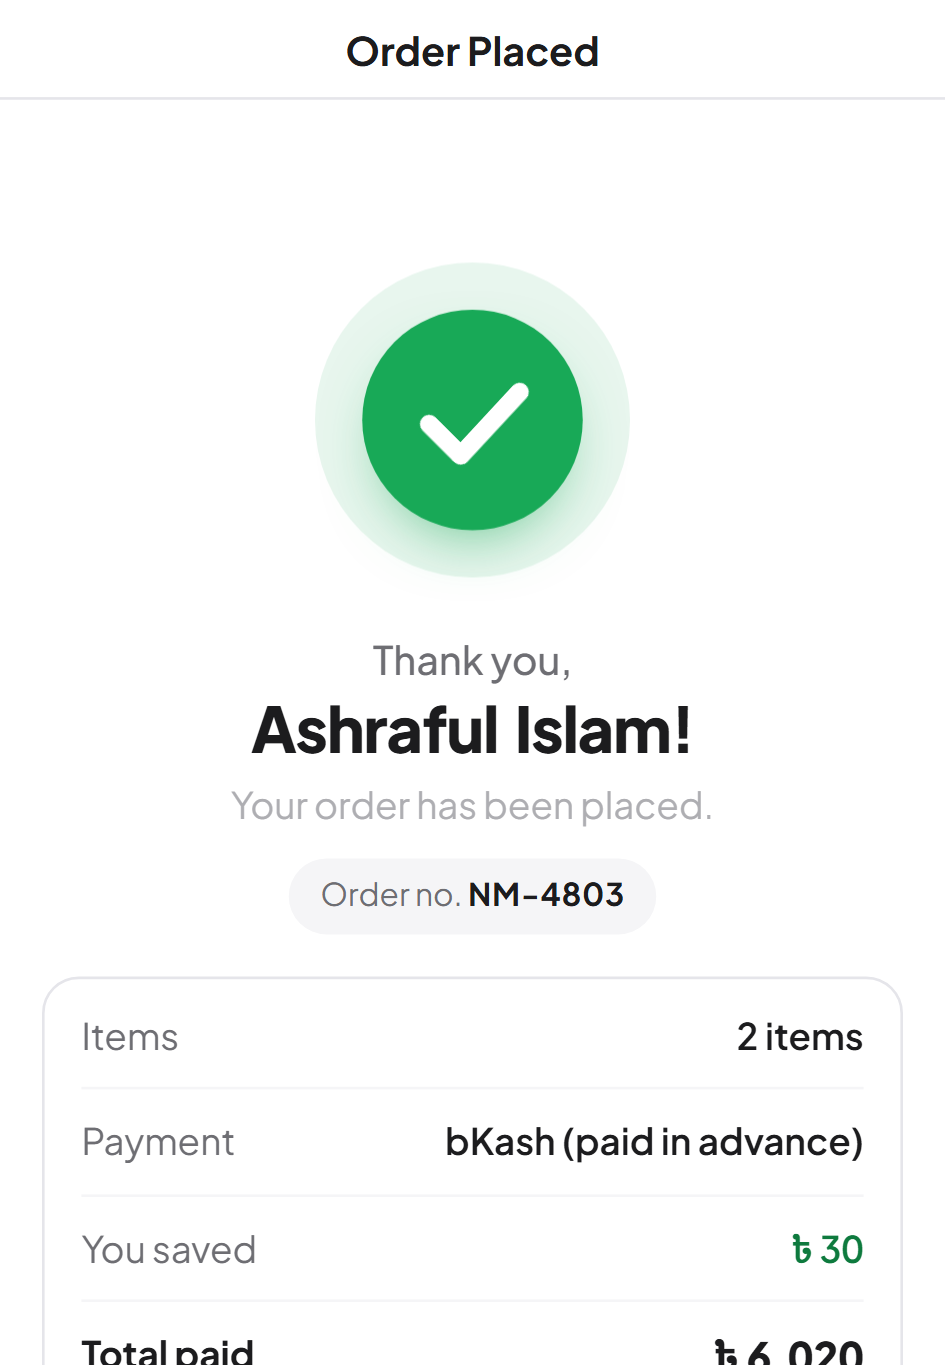 Order Placed
Thank you,
Ashraful Islam!
Your order has been placed.
Order no. NM-4803
Items 2 items
Payment bKash (paid in advance)
You saved ৳ 30
Total paid ৳ 6,020